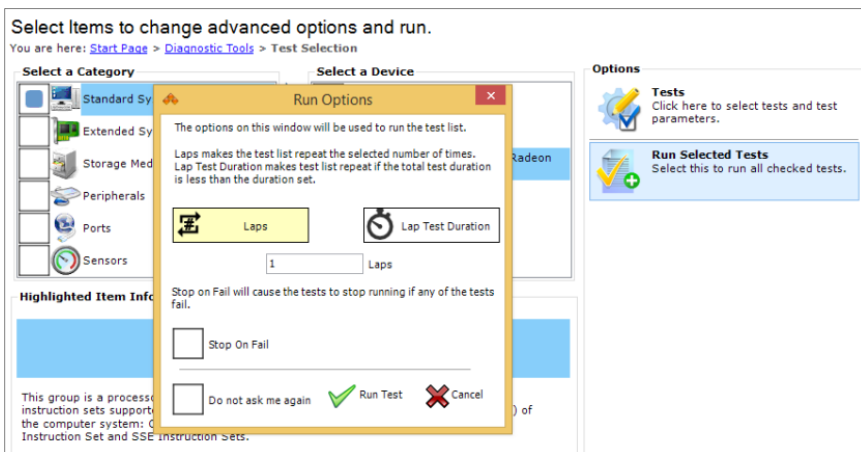 Select Items to change advanced options and run.
You are here: Start Page > Diagnostic Tools > Test Selection
Select a Category
Select a Device
Options
Standard Sy
Extended Sy
Storage Med
Peripherals
Ports
Sensors
Radeon
Run Options
The options on this window will be used to run the test list.
Laps makes the test list repeat the selected number of times.
Lap Test Duration makes test list repeat if the total test duration
is less than the duration set.
Laps
Lap Test Duration
1 Laps
Stop on Fail will cause the tests to stop running if any of the tests
fail.
Stop On Fail
Do not ask me again
Run Test
Cancel
Tests
Click here to select tests and test
parameters.
Run Selected Tests
Select this to run all checked tests.
Highlighted Item Info
This group is a processo
instruction sets supporte ) of
the computer system: C
Instruction Set and SSE Instruction Sets.